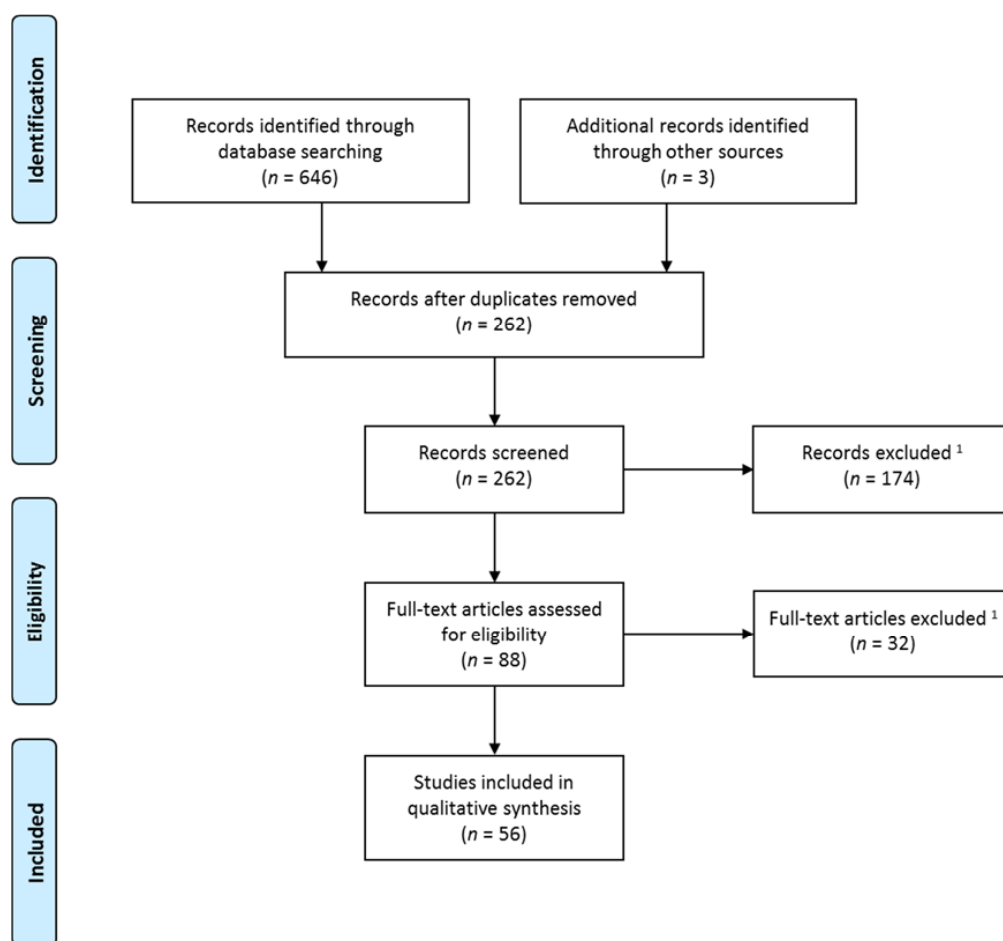 Identification
Records identified through
database searching
(n = 646)
Additional records identified
through other sources
(n = 3)
Screening
Records after duplicates removed
(n = 262)
Records screened
(n = 262)
Records excluded 1
(n = 174)
Eligibility
Full-text articles assessed
for eligibility
(n = 88)
Full-text articles excluded 1
(n = 32)
Included
Studies included in
qualitative synthesis
(n = 56)